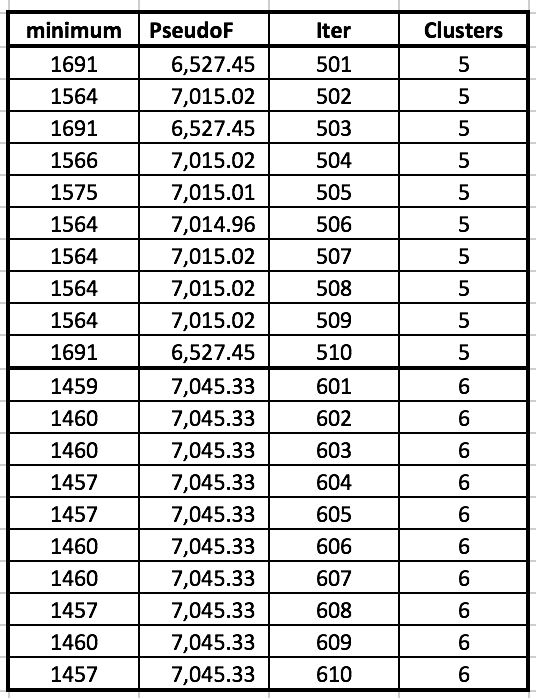 minimum PseudoF Iter Clusters
1691 6,527.45 501 5
1564 7,015.02 502 5
1691 6,527.45 503 5
1566 7,015.02 504 5
1575 7,015.01 505 5
1564 7,014.96 506 5
1564 7,015.02 507 5
1564 7,015.02 508 5
1564 7,015.02 509 5
1691 6,527.45 510 5
1459 7,045.33 601 6
1460 7,045.33 602 6
1460 7,045.33 603 6
1457 7,045.33 604 6
1457 7,045.33 605 6
1460 7,045.33 606 6
1460 7,045.33 607 6
1457 7,045.33 608 6
1460 7,045.33 609 6
1457 7,045.33 610 6